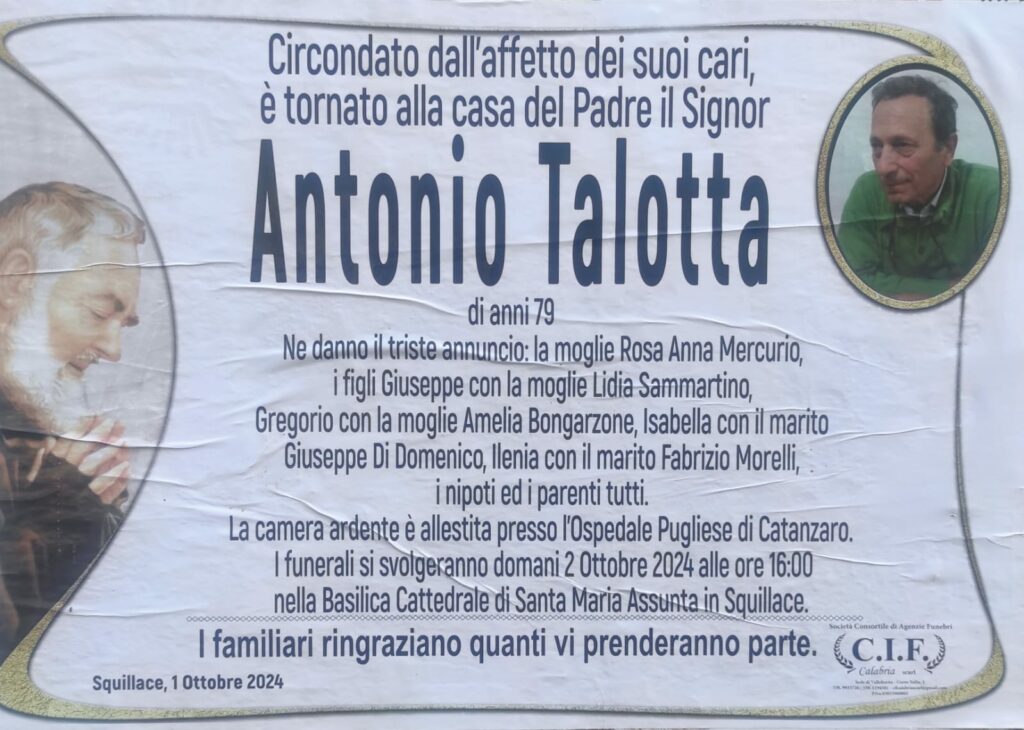 Circondato dall'affetto dei suoi cari,
è tornato alla casa del Padre il Signor
Antonio Talotta
di anni 79
Ne danno il triste annuncio: la moglie Rosa Anna Mercurio,
i figli Giuseppe con la moglie Lidia Sammartino,
Gregorio con la moglie Amelia Bongarzone, Isabella con il marito
Giuseppe Di Domenico, Ilenia con il marito Fabrizio Morelli,
i nipoti ed i parenti tutti.
La camera ardente è allestita presso l'Ospedale Pugliese di Catanzaro.
I funerali si svolgeranno domani 2 Ottobre 2024 alle ore 16:00
nella Basilica Cattedrale di Santa Maria Assunta in Squillace.
I familiari ringraziano quanti vi prenderanno parte.
Squillace, 1 Ottobre 2024
Società Consortile di Agenzie Funebri
C.I.F.
Calabria scarl